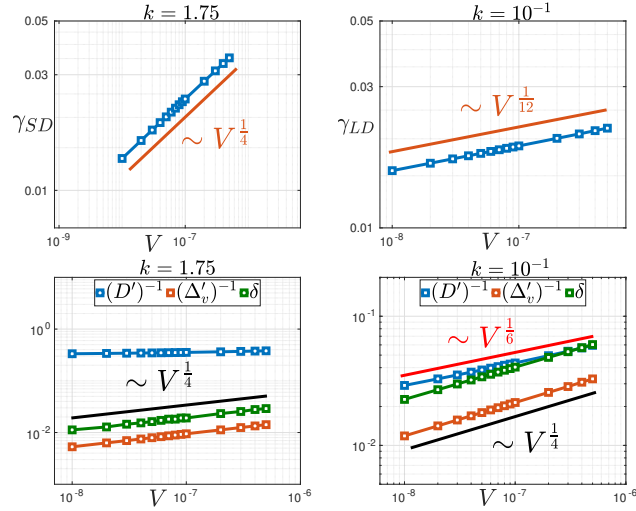 k = 1.75
0.05
0.03
γ_SD
0.01
∼ V^{1/4}
10^{-9}
V
10^{-7}
k = 10^{-1}
0.05
0.03
γ_LD
0.01
∼ V^{1/12}
10^{-8}
V
10^{-7}
k = 1.75
(D′)^{-1} (Δ′_v)^{-1} δ
10^0
∼ V^{1/4}
10^{-2}
10^{-8}
V
10^{-7}
10^{-6}
k = 10^{-1}
(D′)^{-1} (Δ′_v)^{-1} δ
10^{-1}
∼ V^{1/6}
10^{-2}
∼ V^{1/4}
10^{-8}
V
10^{-7}
10^{-6}